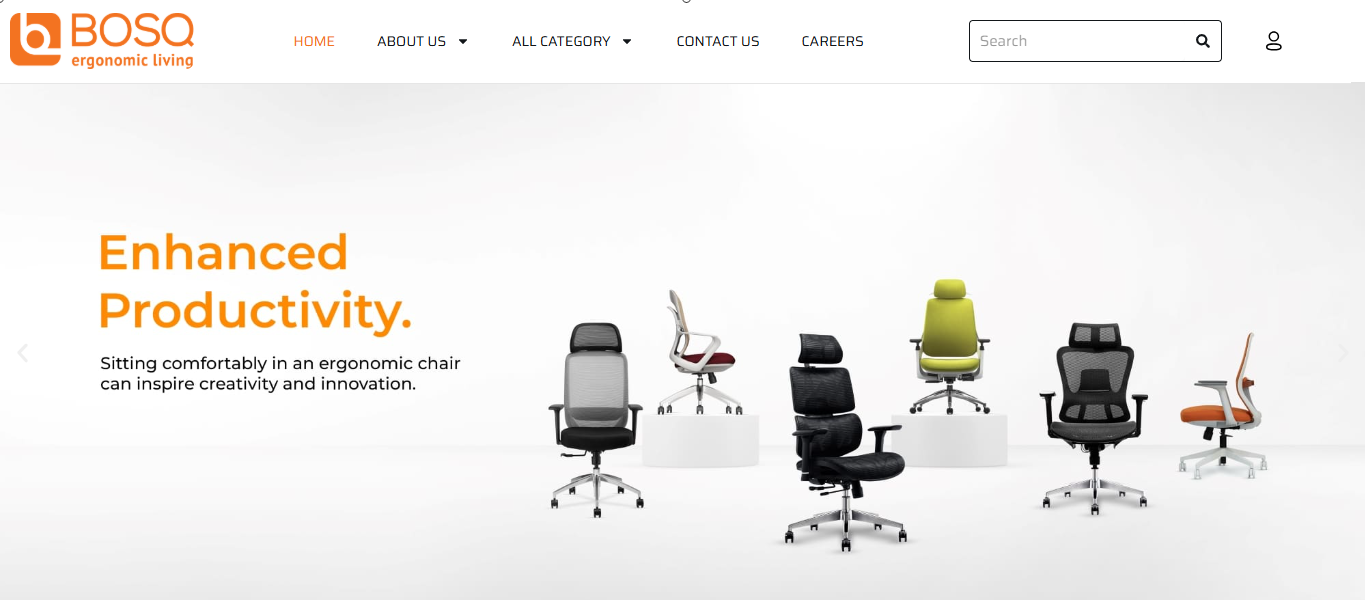 BOSQ
ergonomic living
HOME
ABOUT US
ALL CATEGORY
CONTACT US
CAREERS
Search
Enhanced
Productivity.
Sitting comfortably in an ergonomic chair
can inspire creativity and innovation.